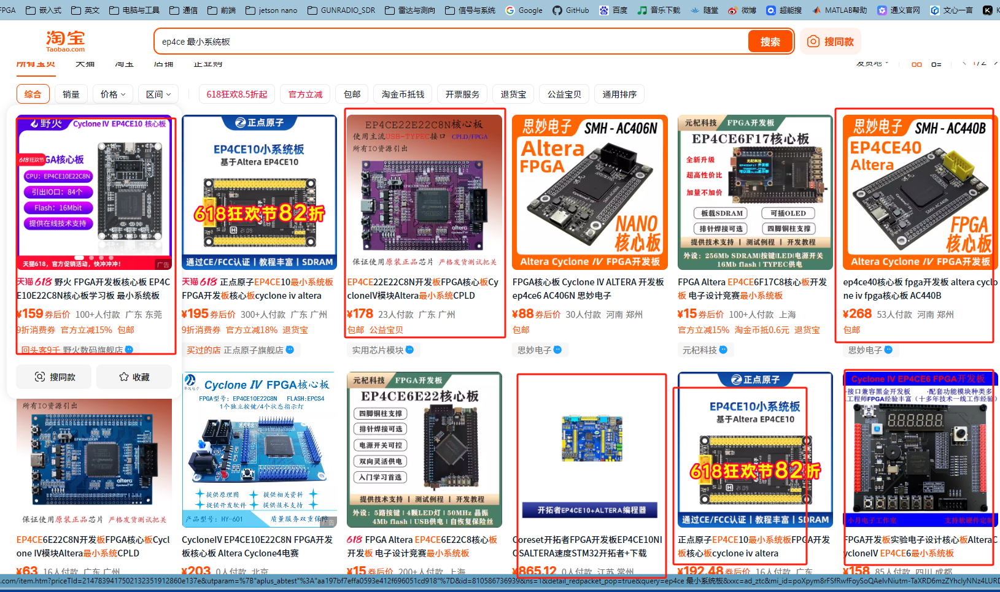 FPGA
嵌入式
英文
电脑与工具
通信
前端
jetson nano
GUNRADIO_SDR
雷达与测向
信号与系统
Google
GitHub
百度
音乐下载
随堂
微博
超能搜
MATLAB帮助
通义官网
文心一言
淘宝
Taobao.com
ep4ce 最小系统板
搜索
搜同款
所有宝贝
天猫
淘宝
店铺
企业购
发货地
1/2
综合
销量
价格
区间
618狂欢8.5折起
官方立减
包邮
淘金币抵钱
开票服务
退货宝
公益宝贝
通用排序
野火
Cyclone IV EP4CE10 核心板
618狂欢节
GA核心板
CPU：EP4CE10E22C8N
引出IO口：84个
Flash：16Mbit
提供在线技术支持
天猫618，官方促销活动，快冲冲冲！
广告
天猫618 野火 FPGA开发板核心板 EP4C
E10E22C8N核心板学习板 最小系统板
¥159 券后价 100+人付款 广东 东莞
9折消费券 官方立减15% 包邮
回头客9千 野火数码旗舰店
搜同款
收藏
正点原子
EP4CE10小系统板
基于Altera EP4CE10
618狂欢节82折
通过CE/FCC认证 | 教程丰富 | SDRAM
天猫618 正点原子EP4CE10最小系统板
FPGA开发板核心板cyclone iv altera
¥195 券后价 300+人付款 广东 广州
9折消费券 官方立减18% 退货宝
买过的店 正点原子旗舰店
EP4CE22E22C8N核心板
使用主流USB-TYPEC接口 CPLD/FPGA
所有IO资源引出
altera
保证使用原装正品芯片 严格发货测试把关
EP4CE22E22C8N开发板FPGA核心板Cy
cloneIV模块Altera最小系统CPLD
¥178 23人付款 广东 广州
包邮 公益宝贝
实用芯片模块
思妙电子
SMH - AC406N
Altera
FPGA
NANO
核心板
Altera Cyclone IV FPGA开发板
FPGA核心板 Cyclone IV ALTERA 开发板
ep4ce6 AC406N 思妙电子
¥88 券后价 30人付款 河南 郑州
包邮
思妙电子
元杞科技
FPGA开发板
EP4CE6F17核心板
全新升级
超高性价比
加量不加价
板载SDRAM
可插OLED
排针焊接可选
四脚铜柱支撑
提供技术支持 | 测试例程 | 开发教程
外设：256Mb SDRAM|按键|LED|电源开关
16Mb flash | TYPEC供电
FPGA Altera EP4CE6F17C8核心板开发
板 电子设计竞赛最小系统板
¥15 券后价 100+人付款 上海
官方立减15% 淘金币抵0.6元 退货宝
元杞科技
思妙电子
SMH - AC440B
EP4CE40
Altera
FPGA
核心板
Altera Cyclone IV FPGA开发板
ep4ce40核心板 fpga开发板 altera cyclo
ne iv fpga核心板 AC440B
¥268 53人付款 河南 郑州
包邮
思妙电子
所有IO资源引出
EP4CE6E22C8N
altera
保证使用原装正品芯片 严格发货测试把关
EP4CE6E22C8N开发板FPGA核心板Cycl
one IV模块Altera最小系统CPLD
¥63 16人付款 广东 广州
Cyclone IV FPGA核心板
FPGA型号：EP4CE10E22C8N FLASH:EPCS4
1个独立按键/4个状态指示灯
提供原理图
提供相关资料
提供开发软件
提供技术支持
产品型号：HY-601
质量服务双重保障
广告
CycloneIV EP4CE10E22C8N FPGA开发
板核心板 Altera Cyclone4电赛
¥203 0人付款 北京
元杞科技
FPGA开发板
EP4CE6E22核心板
四脚铜柱支撑
排针焊接可选
电源开关可控
双向灵活供电
入门学习首选
提供技术支持 | 测试例程 | 开发教程
外设：5路按键 | 4颗LED灯 | 50MHz 晶振
4Mb flash | USB供电 | 自恢复保险丝
618 FPGA Altera EP4CE6E22C8核心板
开发板 电子设计竞赛最小系统板
¥15 券后价 200+人付款 上海
开拓者EP4CE10+ALTERA编程器
Coreset开拓者FPGA开发板EP4CE10NI
OSALTERA速度STM32开拓者+下载
¥865.12 0人付款 江苏 常州
正点原子
EP4CE10小系统板
基于Altera EP4CE10
618狂欢节82折
通过CE/FCC认证 | 教程丰富 | SDRAM
正点原子EP4CE10最小系统板FPGA开发
板核心板cyclone iv altera
¥192.48 券后价 16人付款 广东 广州
Cyclone IV EP4CE6 FPGA开发板
·接口兼容黑金开发板 ·配套功能模块种类多
工程师FPGA经验丰富（十多年技术一线工作经验）
小月电子工作室
支持软硬件定制
FPGA开发板实验电子设计核心板AlteraC
ycloneIV EP4CE6最小系统板
¥158 85人付款 四川 成都
.com/item.htm?priceTId=2147839417502132351912860e137e&utparam=%7B"aplus_abtest"%3A"aa197bf7effa0593e412f696051cd918"%7D&id=810586736939&ns=1&detail_redpacket_pop=true&query=ep4ce 最小系统板&xxc=ad_ztc&mi_id=poXpym8rFSfRwfFoySoQAeIvNiutm-TaXRD6mzZYhcIyNNz4LURD